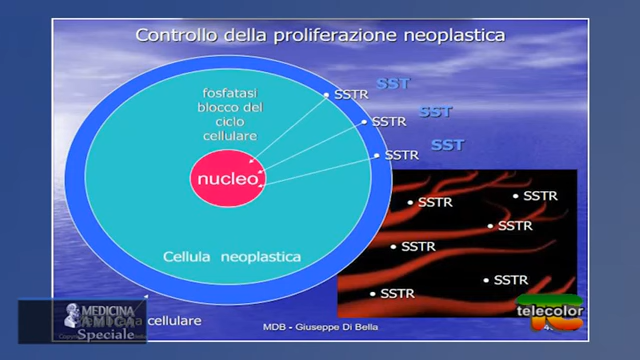 Controllo della proliferazione neoplastica
fosfatasi
blocco del
ciclo
cellulare
SST
SSTR
SST
SSTR
SST
SSTR
nucleo
Cellula neoplastica
SSTR
SSTR
SSTR
SSTR
SSTR
SSTR
cellulare
MDB - Giuseppe Di Bella
MEDICINA
AMICA
Speciale
telecolor